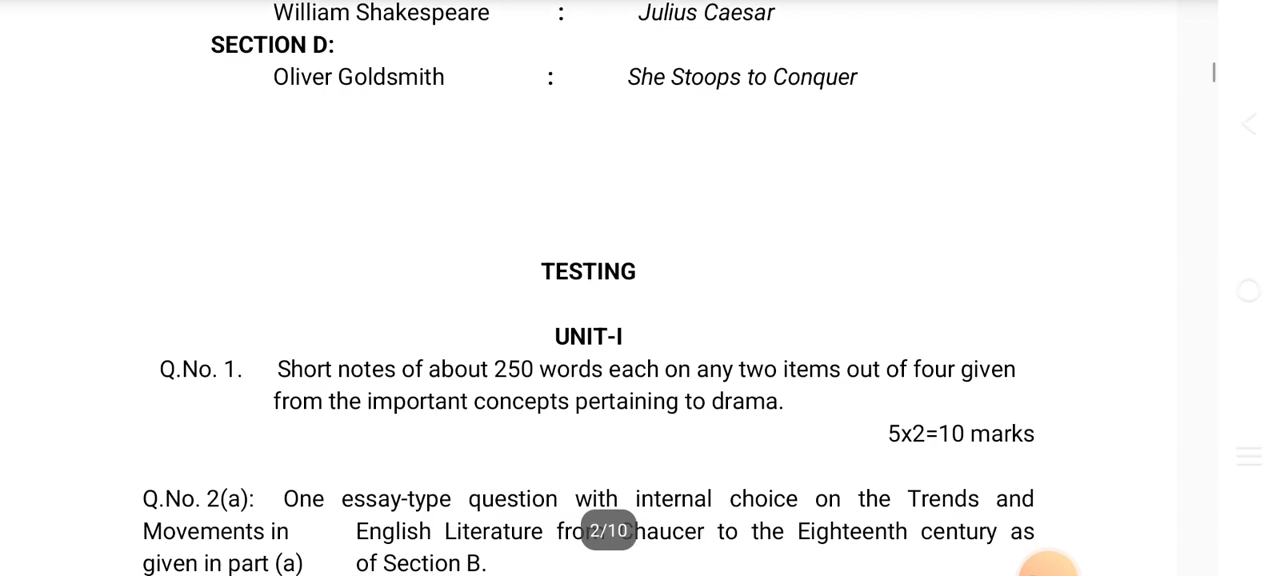 William Shakespeare : Julius Caesar
SECTION D:
Oliver Goldsmith : She Stoops to Conquer
TESTING
UNIT-I
Q.No. 1. Short notes of about 250 words each on any two items out of four given
from the important concepts pertaining to drama.
5x2=10 marks
Q.No. 2(a): One essay-type question with internal choice on the Trends and
Movements in English Literature fro 2/10 haucer to the Eighteenth century as
given in part (a) of Section B.